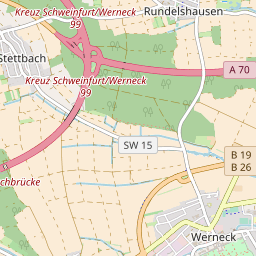 Rundelshausen
Kreuz Schweinfurt/Werneck
99
Stettbach
A 70
Kreuz Schweinfurt/Werneck
99
SW 15
B 19
B 26
chbrücke
Werneck